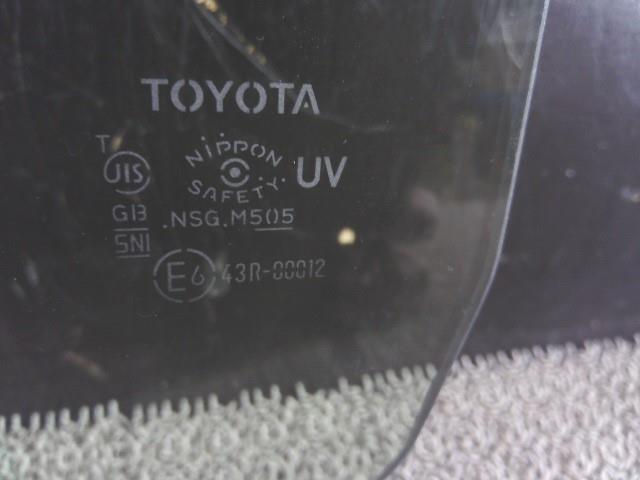 TOYOTA
T
JIS
NIPPON
SAFETY
UV
GB
.NSG.M505
SNI
E6 43R-00012